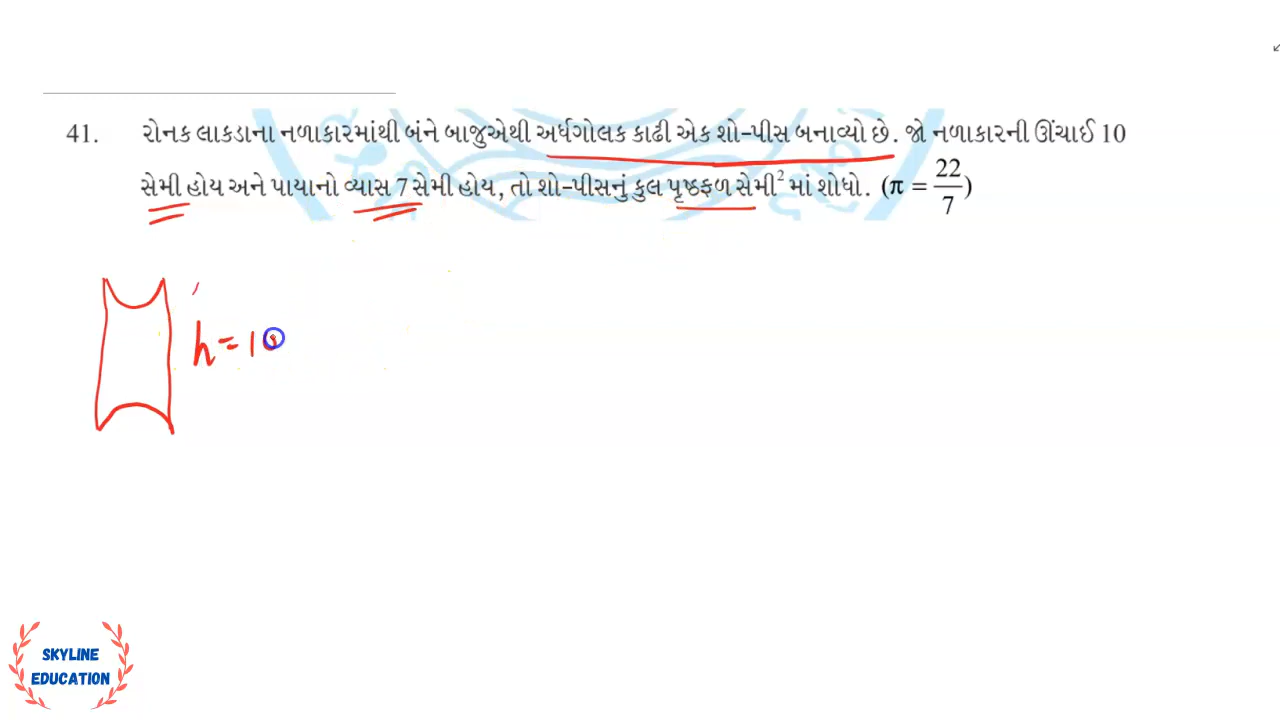 41. રોનક લાકડાના નળાકારમાંથી બંને બાજુએથી અર્ધગોલક કાઢી એક શો-પીસ બનાવ્યો છે. જો નળાકારની ઊંચાઈ 10
સેમી હોય અને પાયાનો વ્યાસ 7 સેમી હોય, તો શો-પીસનું કુલ પૃષ્ઠફળ સેમી² માં શોધો. (π = 22/7)
h = 10
SKYLINE
EDUCATION